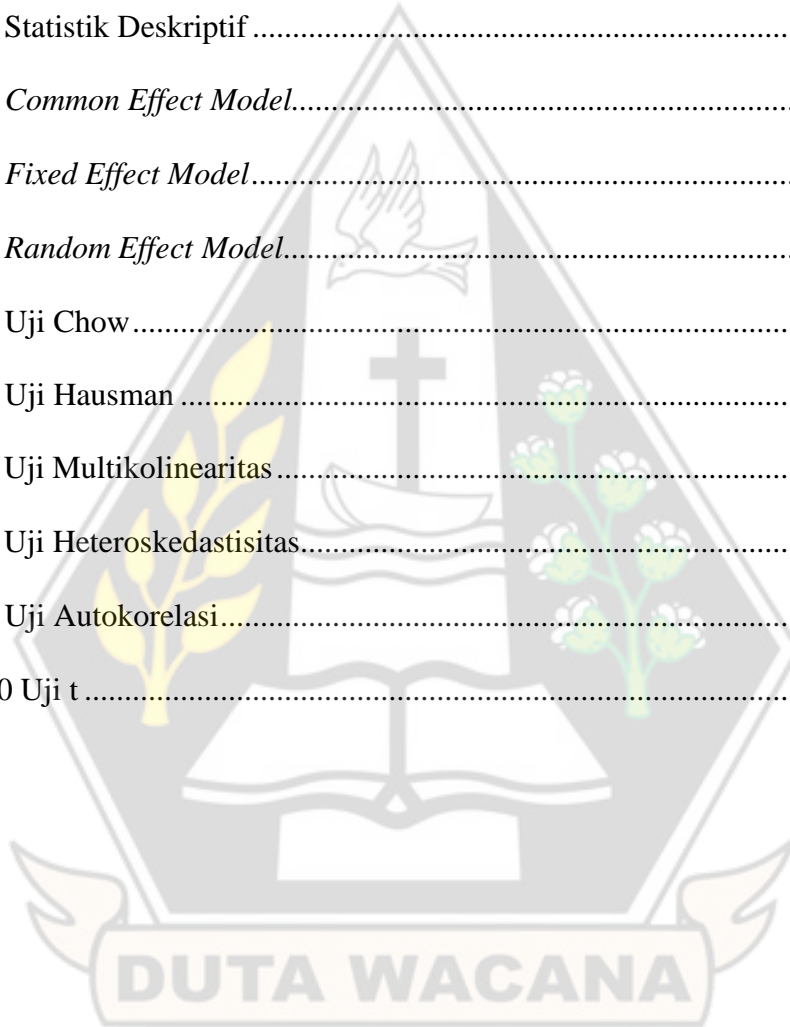 Statistik Deskriptif ....................................................................
Common Effect Model...............................................................
Fixed Effect Model....................................................................
Random Effect Model................................................................
Uji Chow...................................................................................
Uji Hausman .............................................................................
Uji Multikolinearitas .................................................................
Uji Heteroskedastisitas..............................................................
Uji Autokorelasi........................................................................
0 Uji t .........................................................................................
DUTA WACANA